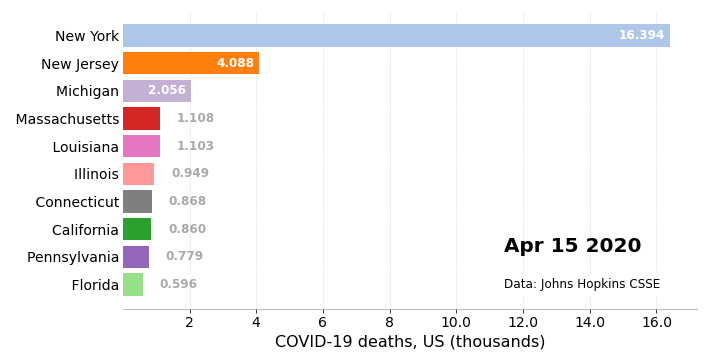 New York 16.394
New Jersey 4.088
Michigan 2.056
Massachusetts 1.108
Louisiana 1.103
Illinois 0.949
Connecticut 0.868
California 0.860
Pennsylvania 0.779
Florida 0.596
Apr 15 2020
Data: Johns Hopkins CSSE
2 4 6 8 10.0 12.0 14.0 16.0
COVID-19 deaths, US (thousands)